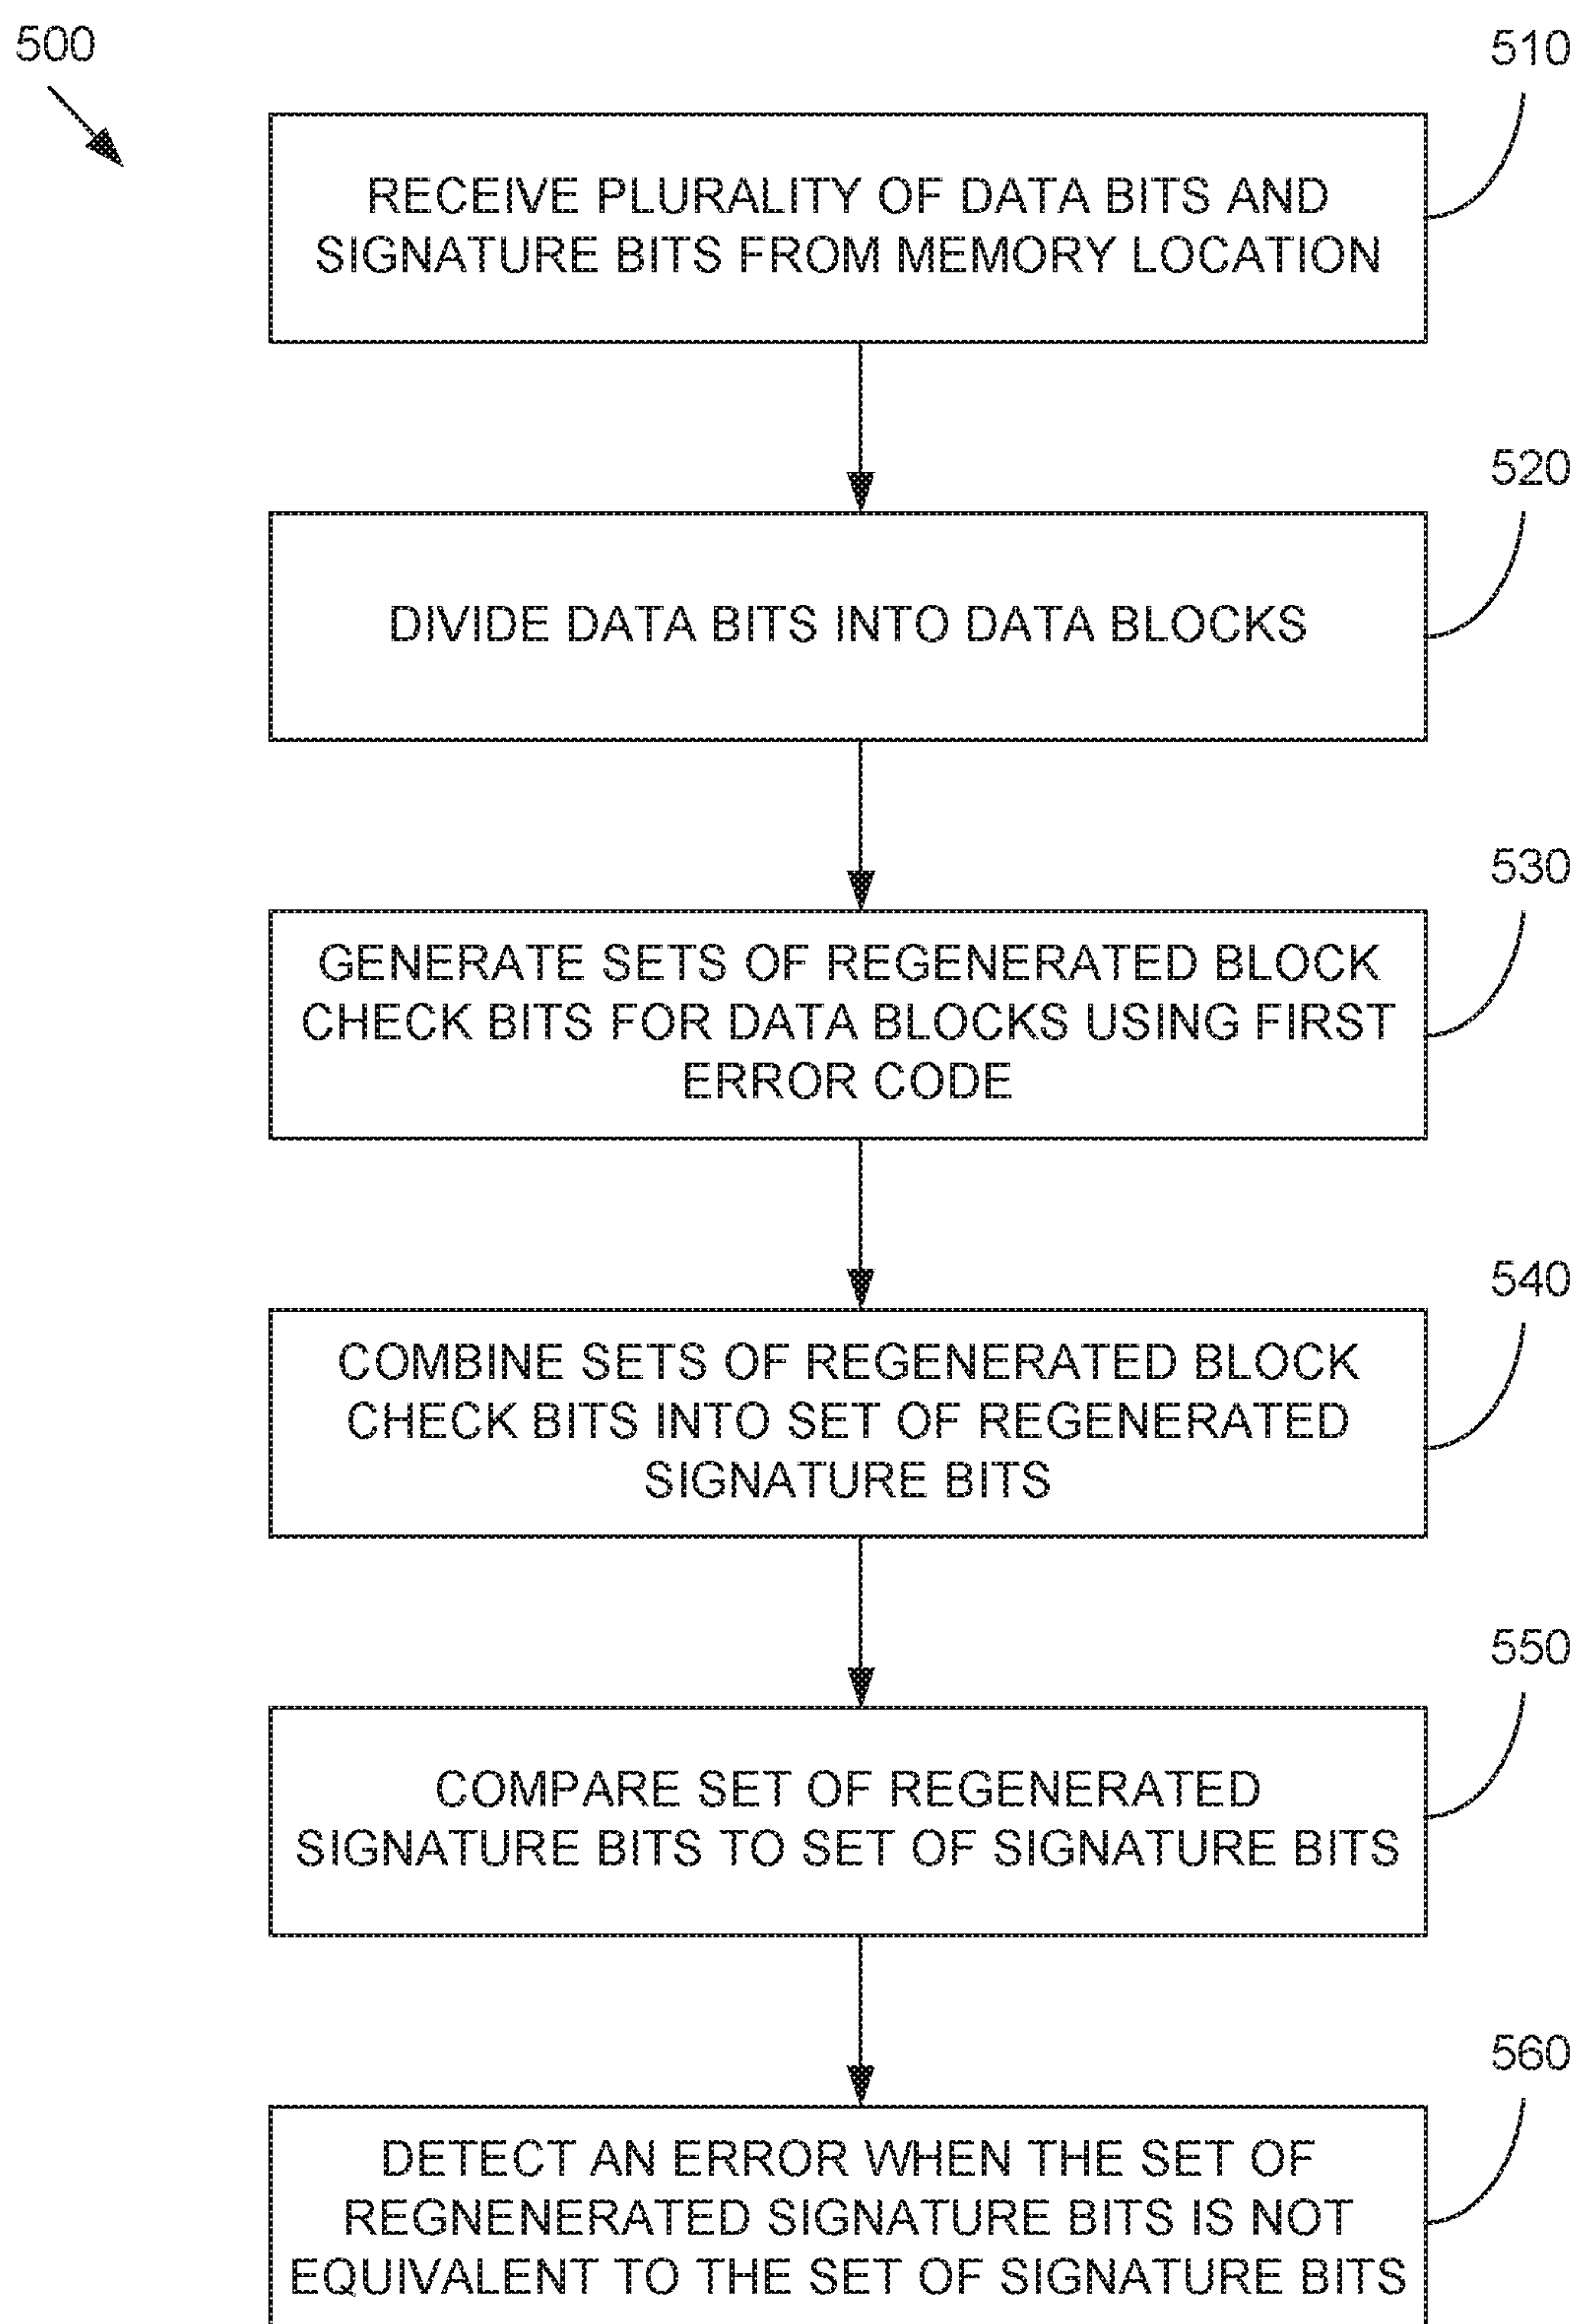 500
510
RECEIVE PLURALITY OF DATA BITS AND
SIGNATURE BITS FROM MEMORY LOCATION
520
DIVIDE DATA BITS INTO DATA BLOCKS
530
GENERATE SETS OF REGENERATED BLOCK
CHECK BITS FOR DATA BLOCKS USING FIRST
ERROR CODE
540
COMBINE SETS OF REGENERATED BLOCK
CHECK BITS INTO SET OF REGENERATED
SIGNATURE BITS
550
COMPARE SET OF REGENERATED
SIGNATURE BITS TO SET OF SIGNATURE BITS
560
DETECT AN ERROR WHEN THE SET OF
REGNENERATED SIGNATURE BITS IS NOT
EQUIVALENT TO THE SET OF SIGNATURE BITS